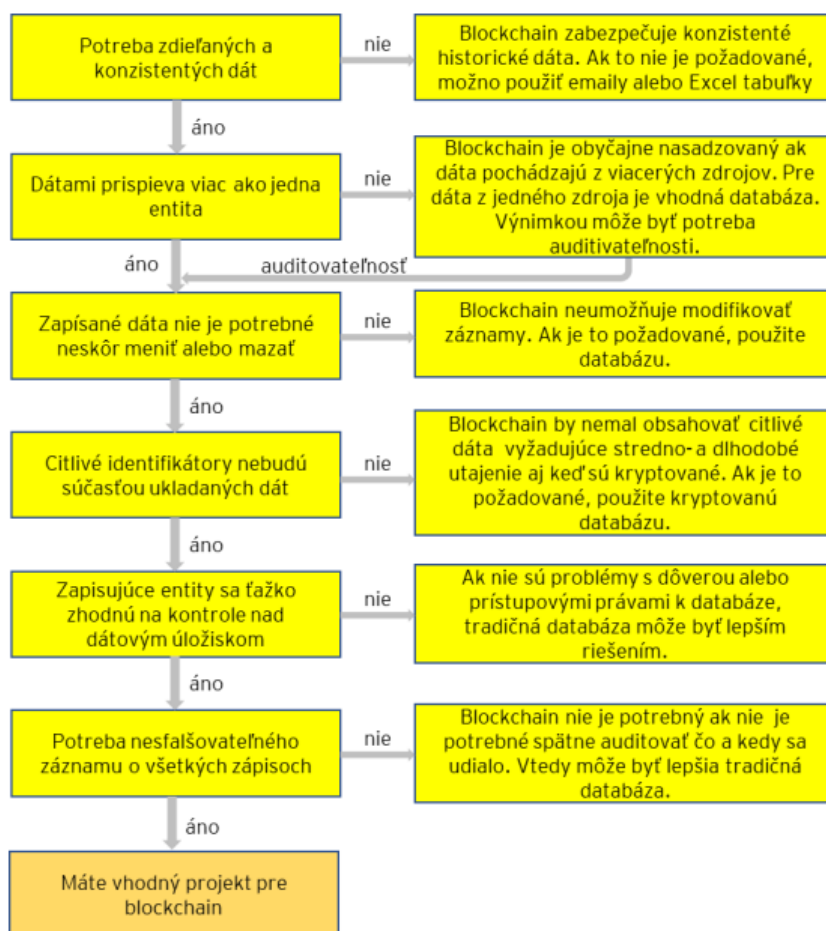 Potreba zdieľaných a
konzistentých dát
nie
Blockchain zabezpečuje konzistenté
historické dáta. Ak to nie je požadované,
možno použiť emaily alebo Excel tabuľky
áno
Dátami prispieva viac ako jedna
entita
nie
Blockchain je obyčajne nasadzovaný ak
dáta pochádzajú z viacerých zdrojov. Pre
dáta z jedného zdroja je vhodná databáza.
Výnimkou môže byť potreba
auditivateľnosti.
áno
auditovateľnosť
Zapísané dáta nie je potrebné
neskôr meniť alebo mazať
nie
Blockchain neumožňuje modifikovať
záznamy. Ak je to požadované, použite
databázu.
áno
Citlivé identifikátory nebudú
súčasťou ukladaných dát
nie
Blockchain by nemal obsahovať citlivé
dáta vyžadujúce stredno- a dlhodobé
utajenie aj keď sú kryptované. Ak je to
požadované, použite kryptovanú
databázu.
áno
Zapisujúce entity sa ťažko
zhodnú na kontrole nad
dátovým úložiskom
nie
Ak nie sú problémy s dôverou alebo
prístupovými právami k databáze,
tradičná databáza môže byť lepším
riešením.
áno
Potreba nesfalšovateľného
záznamu o všetkých zápisoch
nie
Blockchain nie je potrebný ak nie je
potrebné spätne auditovať čo a kedy sa
udialo. Vtedy môže byť lepšia tradičná
databáza.
áno
Máte vhodný projekt pre
blockchain